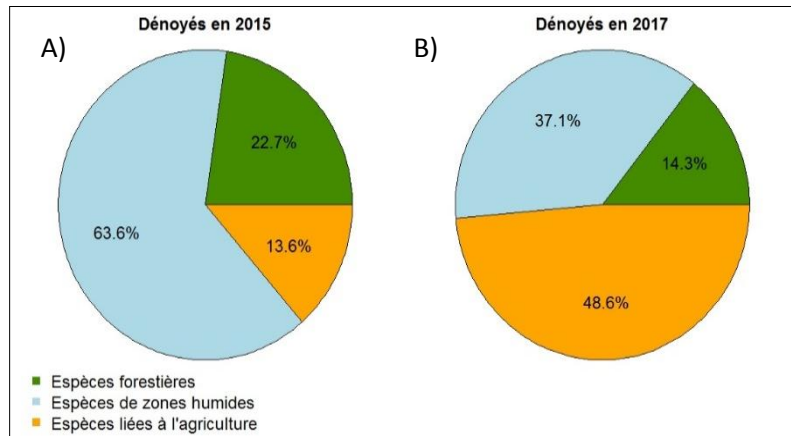 Dénoyés en 2015
A)
22.7%
63.6%
13.6%
Dénoyés en 2017
B)
37.1%
14.3%
48.6%
Espèces forestières
Espèces de zones humides
Espèces liées à l'agriculture